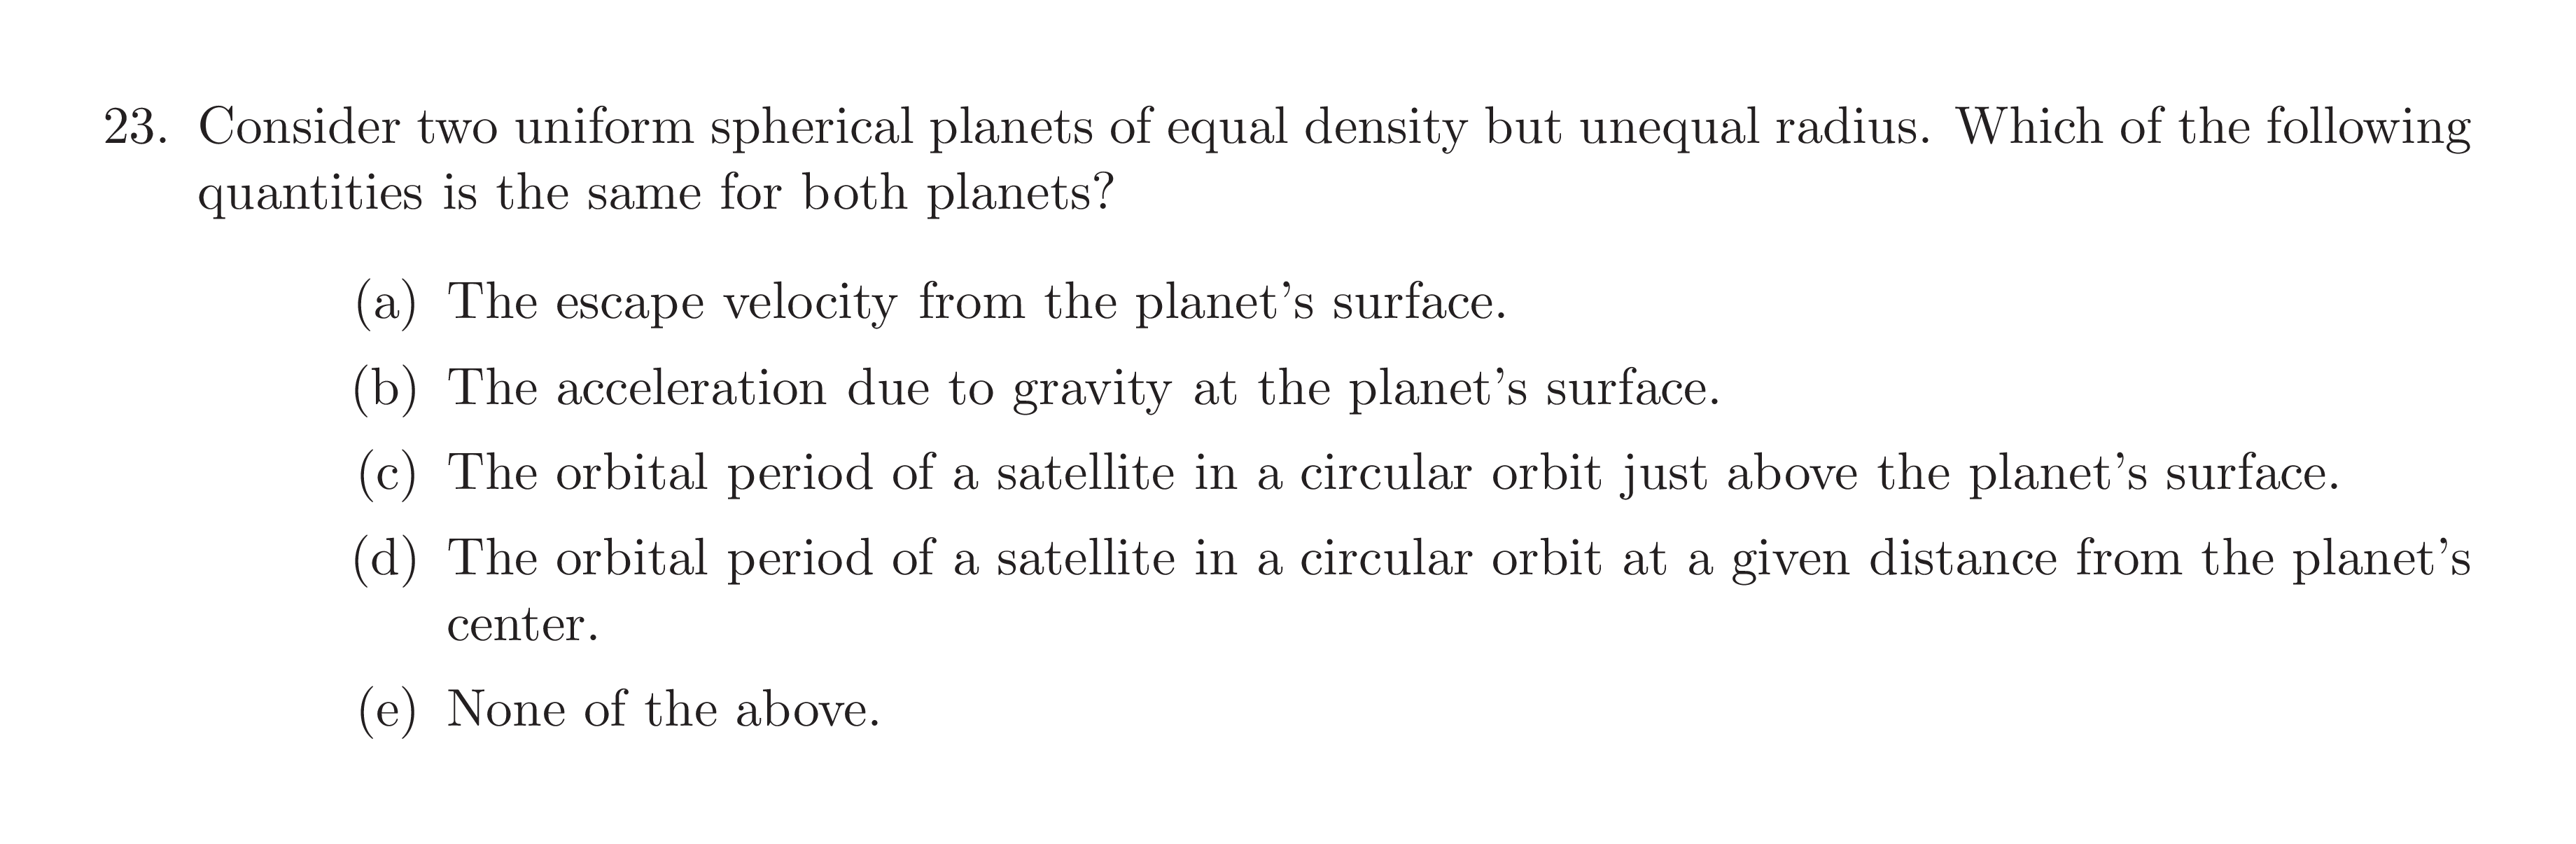 23. Consider two uniform spherical planets of equal density but unequal radius. Which of the following
quantities is the same for both planets?
(a) The escape velocity from the planet’s surface.
(b) The acceleration due to gravity at the planet’s surface.
(c) The orbital period of a satellite in a circular orbit just above the planet’s surface.
(d) The orbital period of a satellite in a circular orbit at a given distance from the planet’s
center.
(e) None of the above.